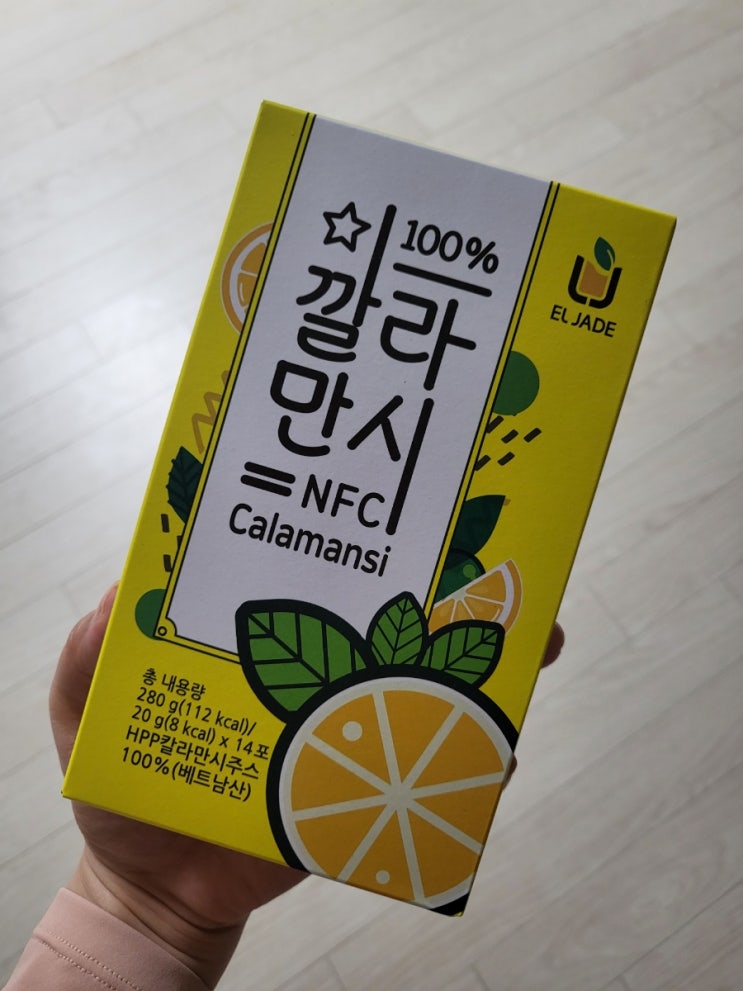 100%
깔라
만시
NFC
Calamansi
EL JADE
총 내용량
280 g(112 kcal)/
20 g(8 kcal) x 14포
HPP칼라만시주스
100%(베트남산)